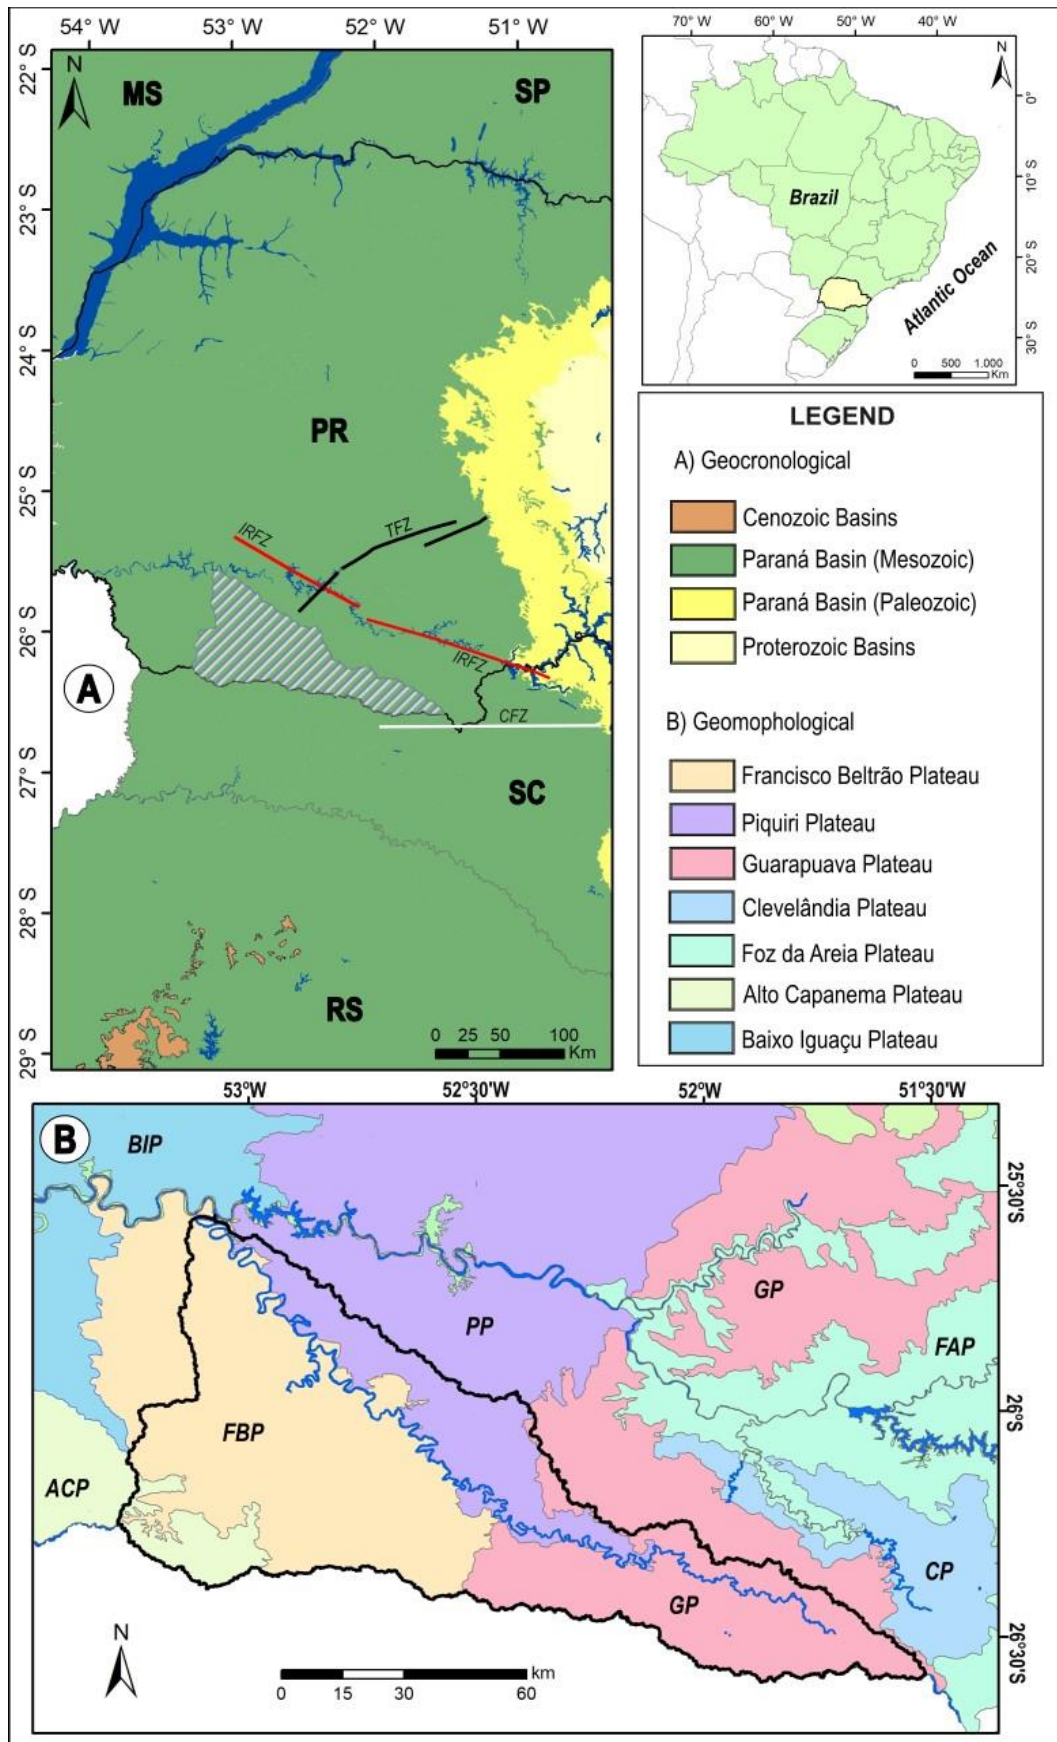 54° W 53° W 52° W 51° W
22° S
23° S
24° S
25° S
26° S
27° S
28° S
29° S
N
MS
SP
PR
IRFZ
TFZ
IRFZ
CFZ
A
SC
RS
0 25 50 100
Km
70° W 60° W 50° W 40° W
N
0°
10°S
20°S
30°S
Brazil
Atlantic Ocean
0 500 1.000
Km
LEGEND
A) Geocronological
Cenozoic Basins
Paraná Basin (Mesozoic)
Paraná Basin (Paleozoic)
Proterozoic Basins
B) Geomophological
Francisco Beltrão Plateau
Piquiri Plateau
Guarapuava Plateau
Clevelândia Plateau
Foz da Areia Plateau
Alto Capanema Plateau
Baixo Iguaçu Plateau
53°W 52°30'W 52°W 51°30'W
B
BIP
25°30'S
GP
PP
FAP
26°S
FBP
ACP
CP
GP
26°30'S
N
km
0 15 30 60